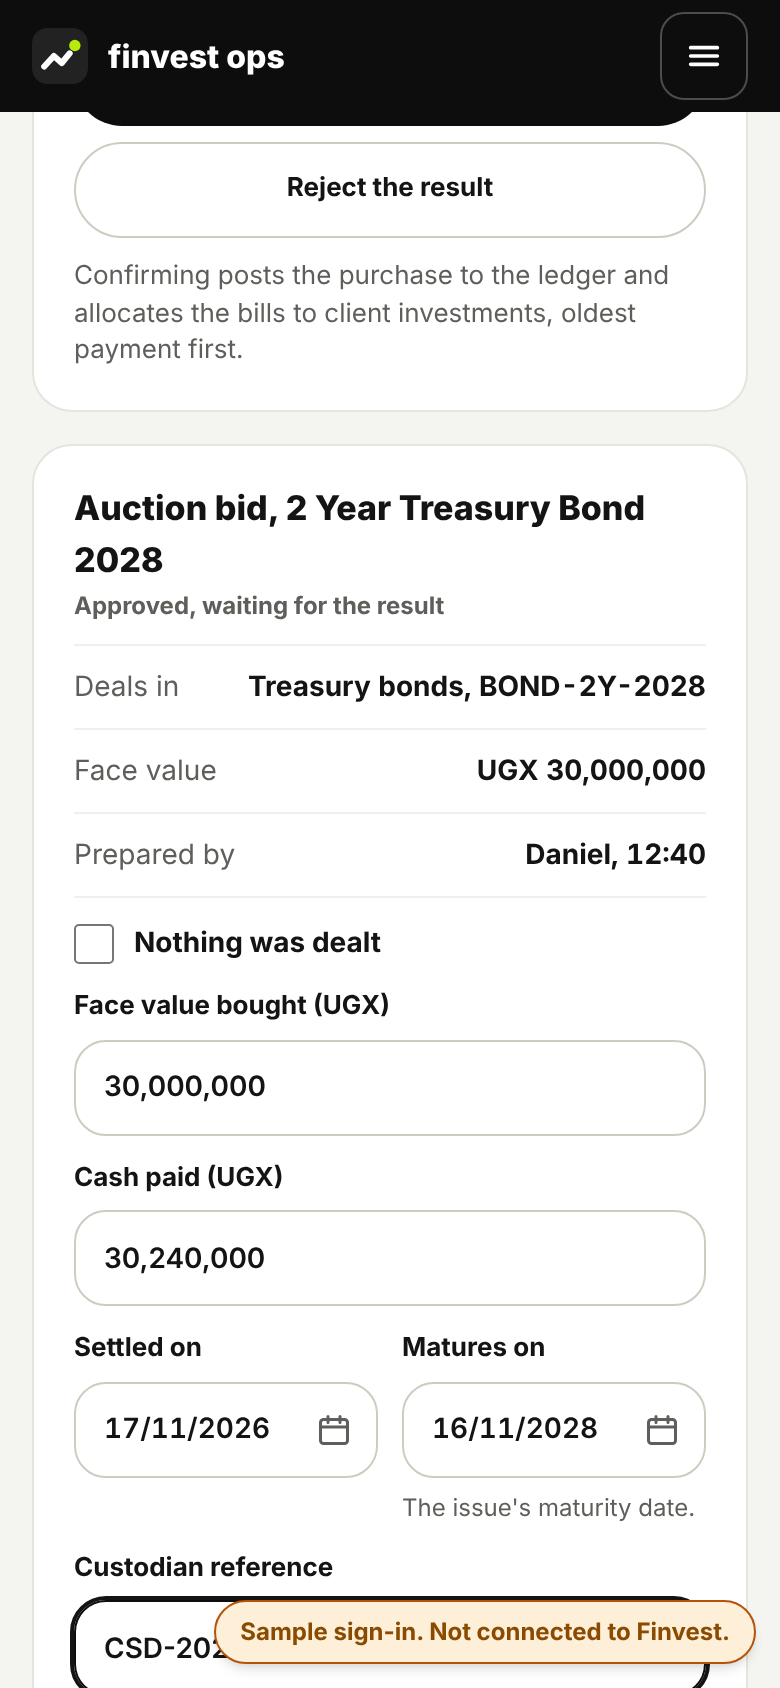 finvest ops
Reject the result
Confirming posts the purchase to the ledger and
allocates the bills to client investments, oldest
payment first.
Auction bid, 2 Year Treasury Bond
2028
Approved, waiting for the result
Deals in Treasury bonds, BOND-2Y-2028
Face value UGX 30,000,000
Prepared by Daniel, 12:40
Nothing was dealt
Face value bought (UGX)
30,000,000
Cash paid (UGX)
30,240,000
Settled on Matures on
17/11/2026 16/11/2028
The issue's maturity date.
Custodian reference
Sample sign-in. Not connected to Finvest.